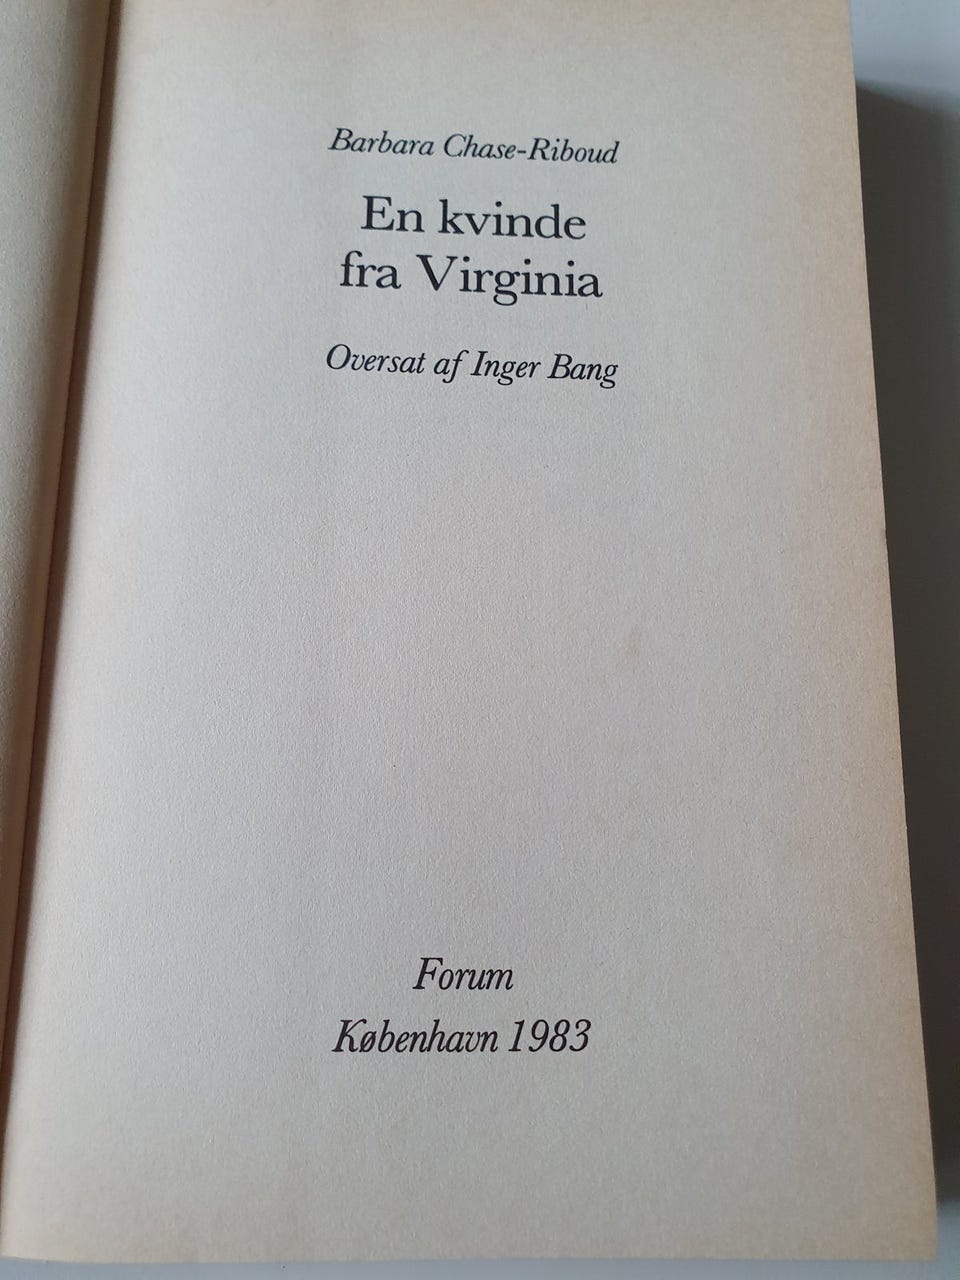 Barbara Chase-Riboud
En kvinde
fra Virginia
Oversat af Inger Bang
Forum
København 1983